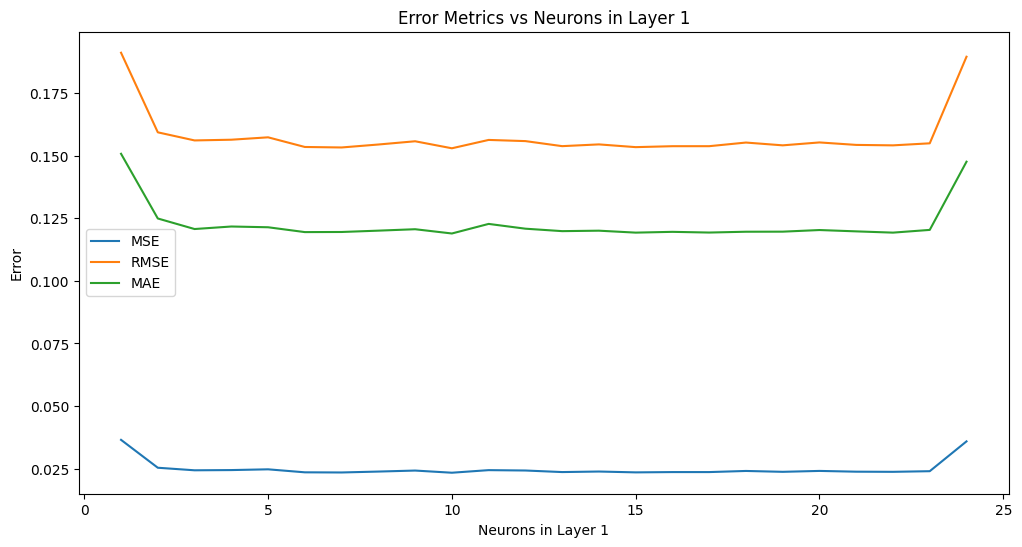 Error Metrics vs Neurons in Layer 1
0.175
0.150
0.125
0.100
0.075
0.050
0.025
Error
MSE
RMSE
MAE
0 5 10 15 20 25
Neurons in Layer 1